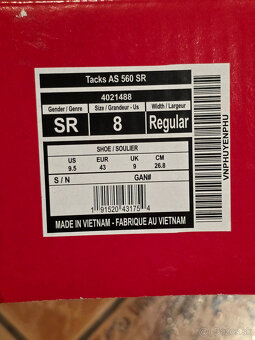 Tacks AS 560 SR
4021488
Gender / Genre Size / Grandeur - Us Width / Largeur
SR 8 Regular
SHOE / SOULIER
US EUR UK CM
9.5 43 9 26.8
S / N GAN#
1 91520 43175 4
MADE IN VIETNAM - FABRIQUE AU VIETNAM
VNPHUYENPHU